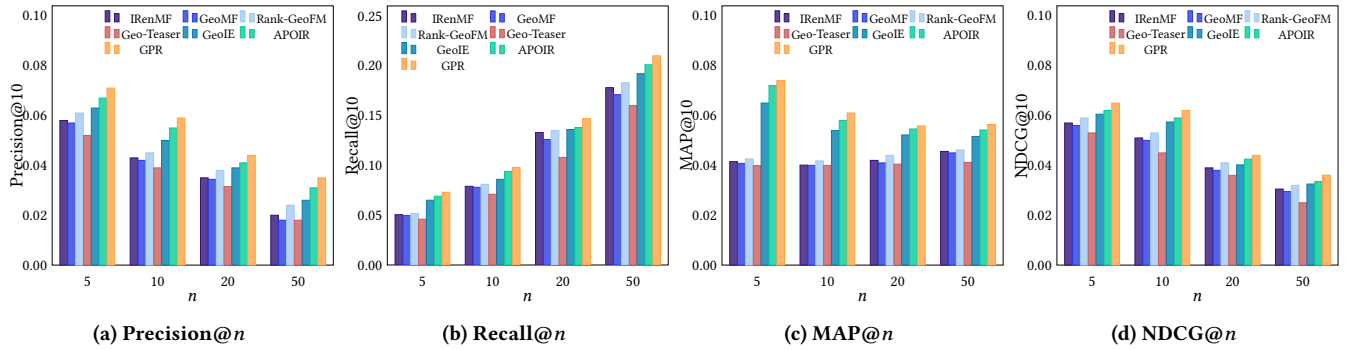 Precision@10
0.10
0.08
0.06
0.04
0.02
0.00
IRenMF GeoMF Rank-GeoFM
Geo-Teaser GeoIE APOIR
GPR
5 10 20 50
n
(a) Precision@n
Recall@10
0.25
0.20
0.15
0.10
0.05
0.00
IRenMF GeoMF
Rank-GeoFM Geo-Teaser
GeoIE APOIR
GPR
5 10 20 50
n
(b) Recall@n
MAP@10
0.10
0.08
0.06
0.04
0.02
0.00
IRenMF GeoMF Rank-GeoFM
Geo-Teaser GeoIE APOIR
GPR
5 10 20 50
n
(c) MAP@n
NDCG@10
0.10
0.08
0.06
0.04
0.02
0.00
IRenMF GeoMF Rank-GeoFM
Geo-Teaser GeoIE APOIR
GPR
5 10 20 50
n
(d) NDCG@n